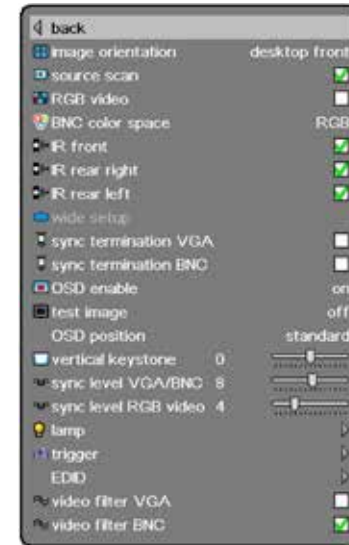 back
image orientation desktop front
source scan
RGB video
BNC color space RGB
IR front
IR rear right
IR rear left
wide setup
sync termination VGA
sync termination BNC
OSD enable on
test image off
OSD position standard
vertical keystone 0
sync level VGA/BNC 8
sync level RGB video 4
lamp
trigger
EDID
video filter VGA
video filter BNC